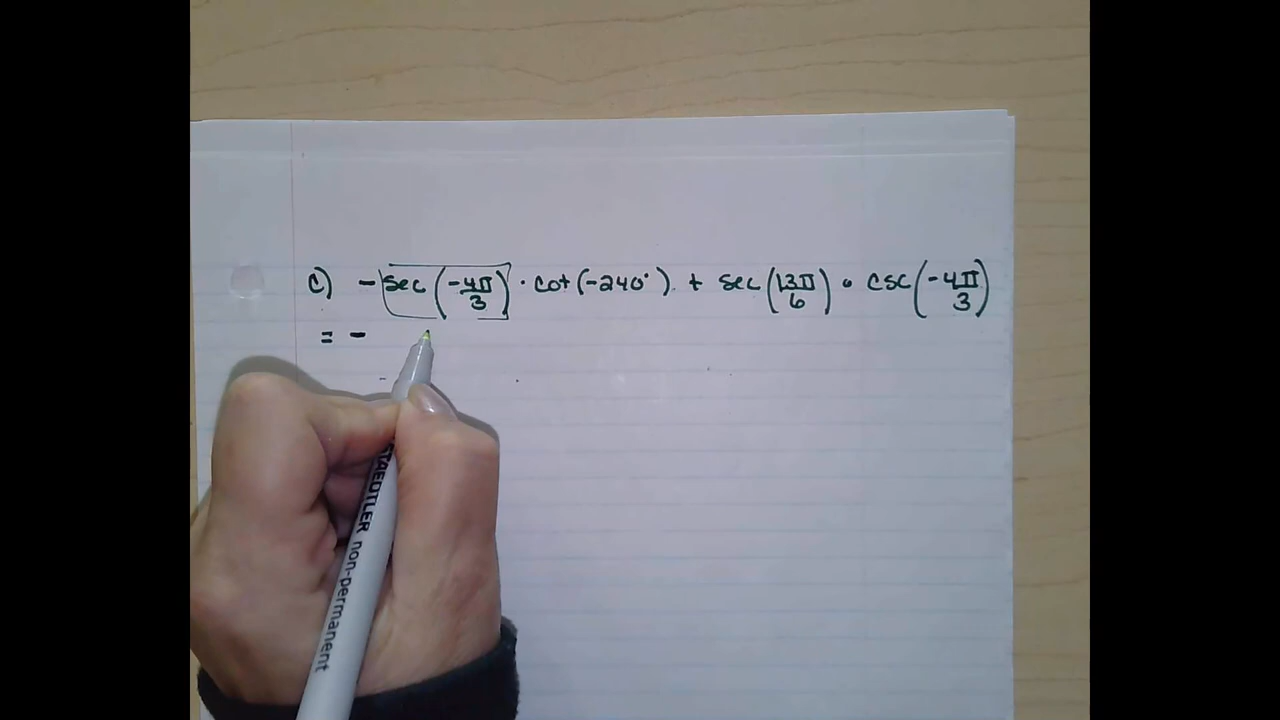 c) -sec(-4π/3) · cot(-240°) + sec(13π/6) · csc(-4π/3)
= -
STAEDTLER non-permanent